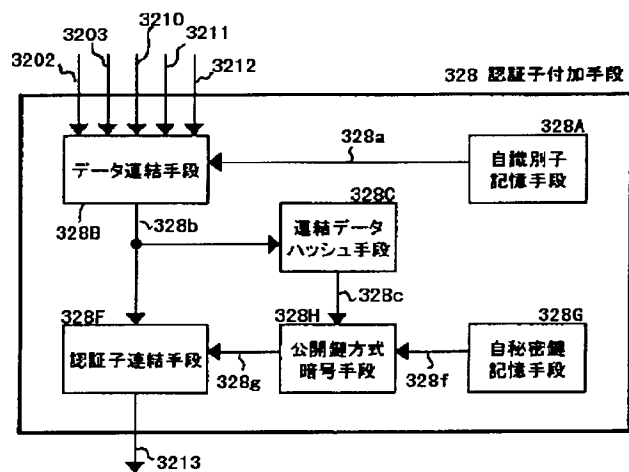 3210
3203
3211
3202
3212
328 認証子付加手段
328A
328a
データ連結手段
自識別子
記憶手段
328B
328b
328C
連結データ
ハッシュ手段
328c
328F
328H
328G
認証子連結手段
公開鍵方式
暗号手段
自秘密鍵
記憶手段
328g
328f
3213